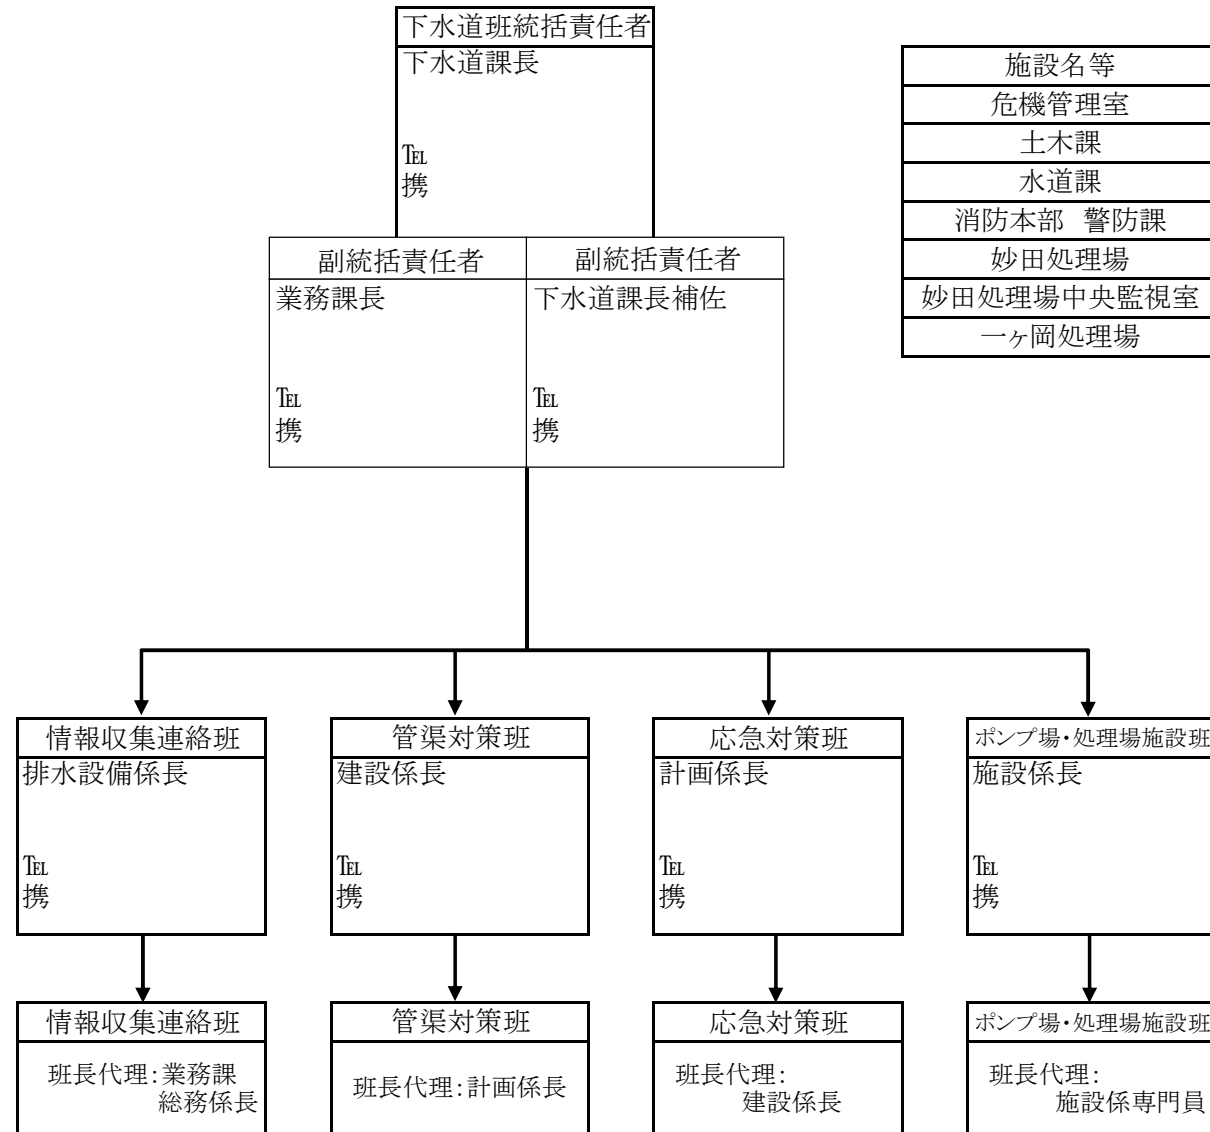 下水道班統括責任者
下水道課長
℡
携
副統括責任者
業務課長
℡
携
副統括責任者
下水道課長補佐
℡
携
施設名等
危機管理室
土木課
水道課
消防本部 警防課
妙田処理場
妙田処理場中央監視室
一ヶ岡処理場
情報収集連絡班
排水設備係長
℡
携
管渠対策班
建設係長
℡
携
応急対策班
計画係長
℡
携
ポンプ場・処理場施設班
施設係長
℡
携
情報収集連絡班
班長代理：業務課
総務係長
管渠対策班
班長代理：計画係長
応急対策班
班長代理：
建設係長
ポンプ場・処理場施設班
班長代理：
施設係専門員